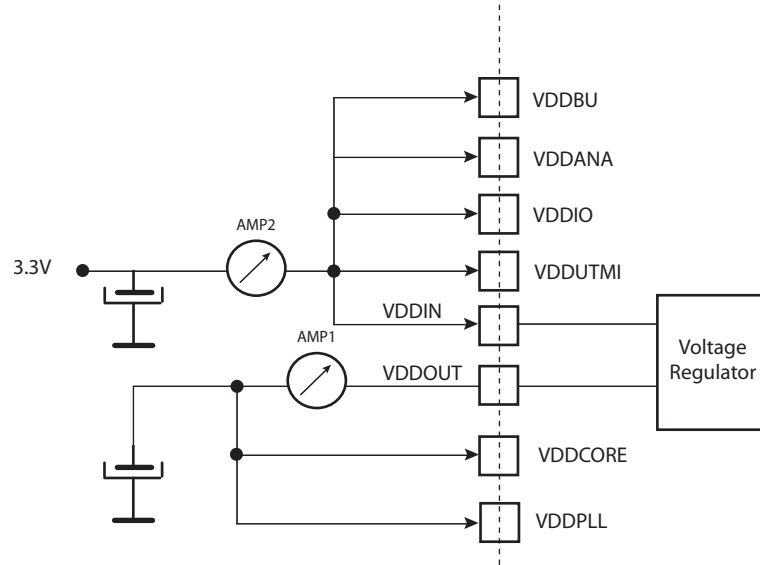 VDDBU
VDDANA
VDDIO
AMP2
3.3V
VDDUTMI
VDDIN
AMP1
Voltage
Regulator
VDDOUT
VDDCORE
VDDPLL